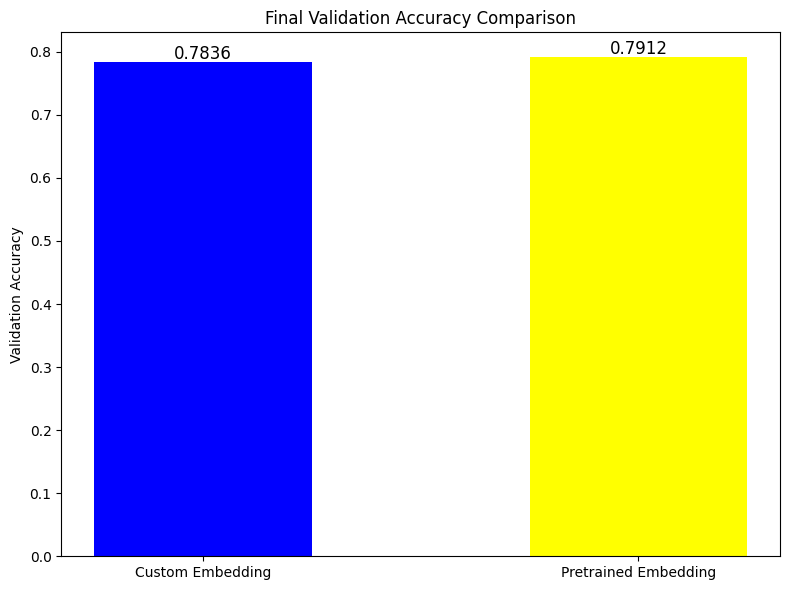 Final Validation Accuracy Comparison
0.7836
0.7912
0.8
0.7
0.6
0.5
0.4
0.3
0.2
0.1
0.0
Validation Accuracy
Custom Embedding
Pretrained Embedding